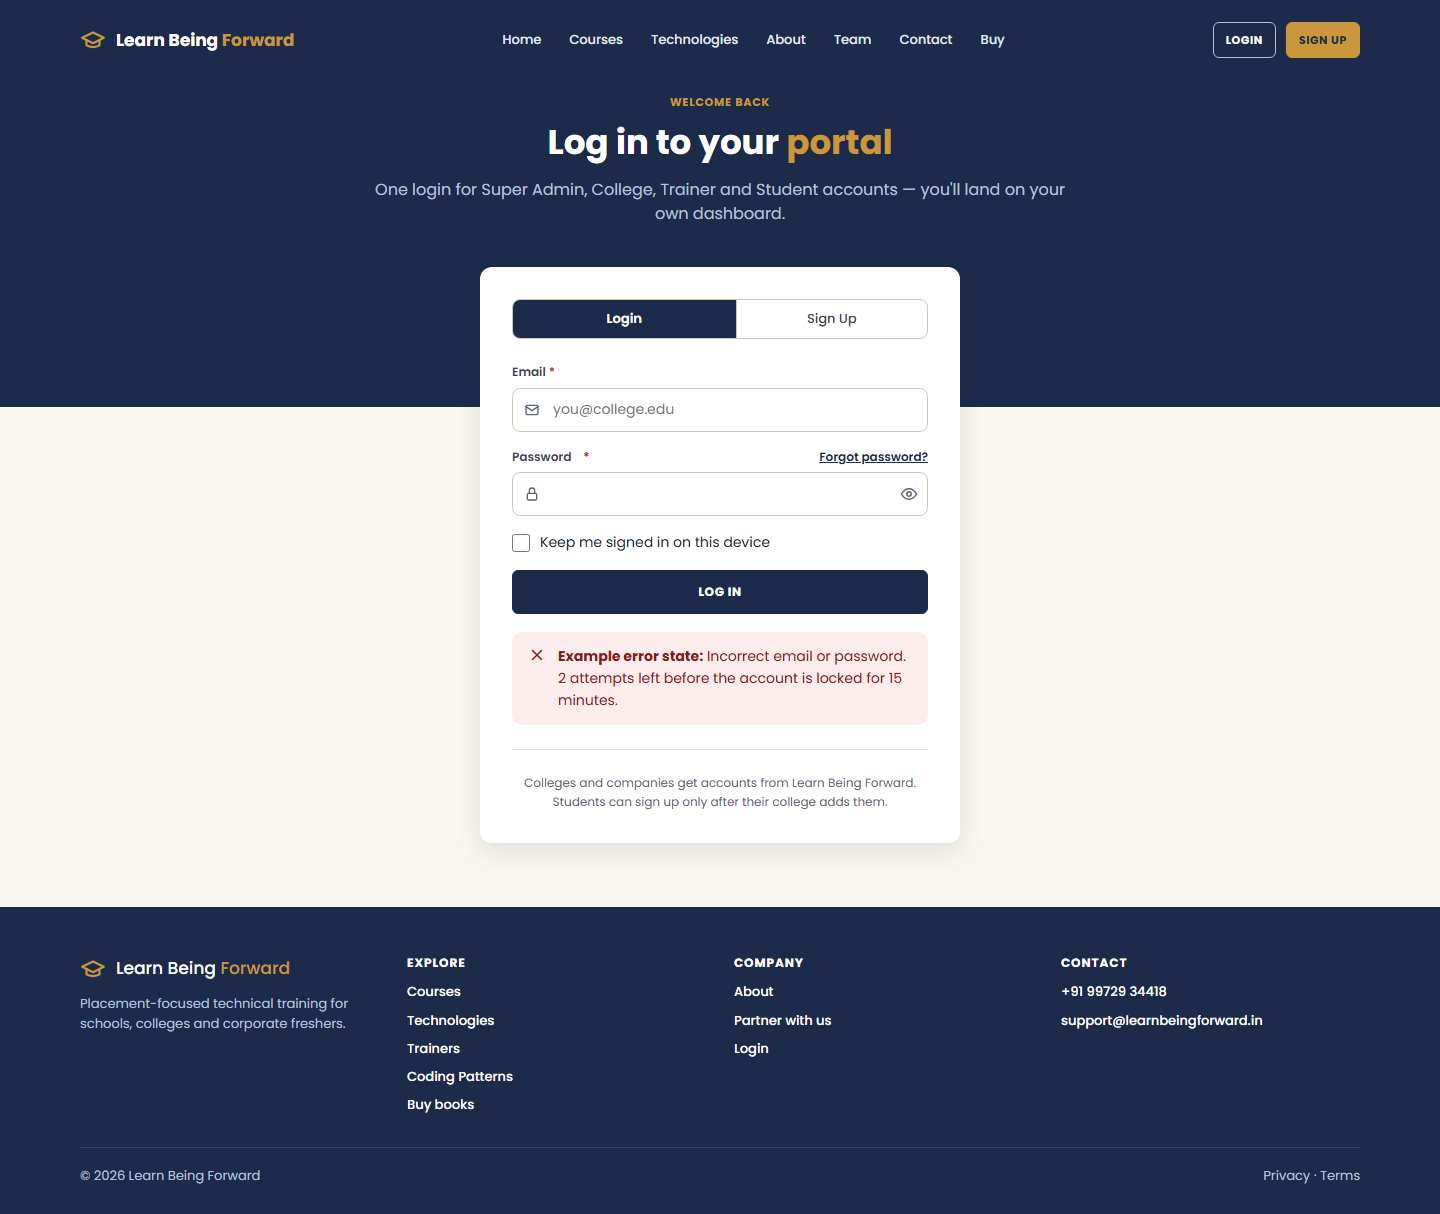 Learn Being Forward
Home
Courses
Technologies
About
Team
Contact
Buy
LOGIN
SIGN UP
WELCOME BACK
Log in to your portal
One login for Super Admin, College, Trainer and Student accounts — you'll land on your
own dashboard.
Login
Sign Up
Email *
you@college.edu
Password *
Forgot password?
Keep me signed in on this device
LOG IN
Example error state: Incorrect email or password.
2 attempts left before the account is locked for 15
minutes.
Colleges and companies get accounts from Learn Being Forward.
Students can sign up only after their college adds them.
Learn Being Forward
Placement-focused technical training for
schools, colleges and corporate freshers.
EXPLORE
Courses
Technologies
Trainers
Coding Patterns
Buy books
COMPANY
About
Partner with us
Login
CONTACT
+91 99729 34418
support@learnbeingforward.in
© 2026 Learn Being Forward
Privacy · Terms